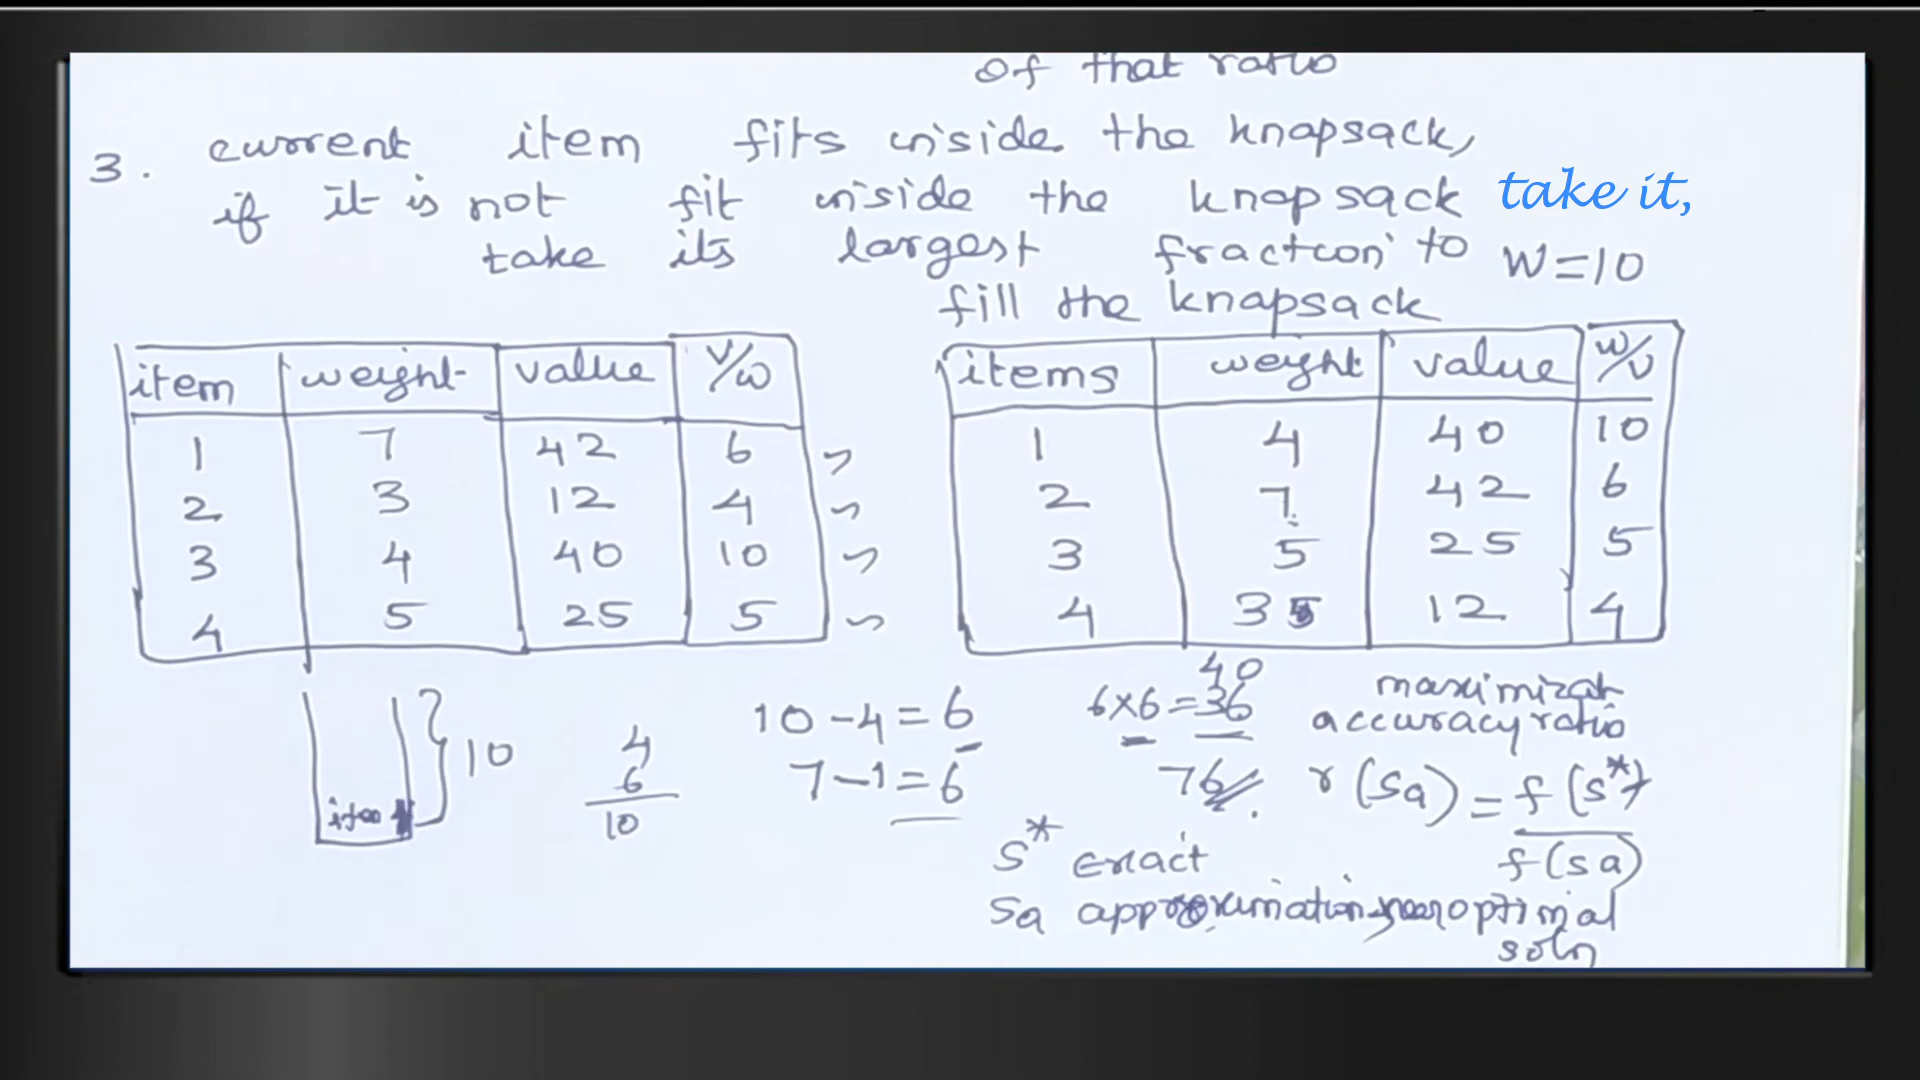 of that ratio
3. current item fits inside the knapsack,
if it is not fit inside the knapsack take it,
take its largest fraction to W=10
fill the knapsack
item weight value V/w
1 7 42 6
2 3 12 4
3 4 40 10
4 5 25 5
items weight value w/v
1 4 40 10
2 7 42 6
3 5 25 5
4 3 12 4
10
4
6
10
10-4=6
7-1=6
40
6x6=36
76
maximizat
accuracy ratio
r(sa)=f(s*)
f(sa)
s* exact
sa approximation near optimal
soln